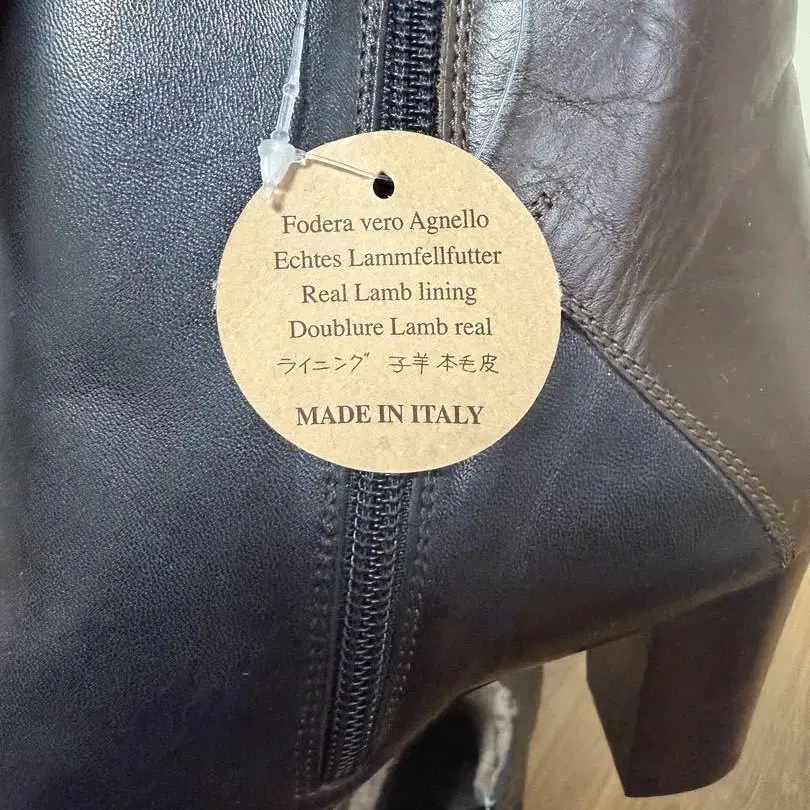 Fodera vero Agnello
Echtes Lammfellfutter
Real Lamb lining
Doublure Lamb real
ライニング 子羊本毛皮
MADE IN ITALY